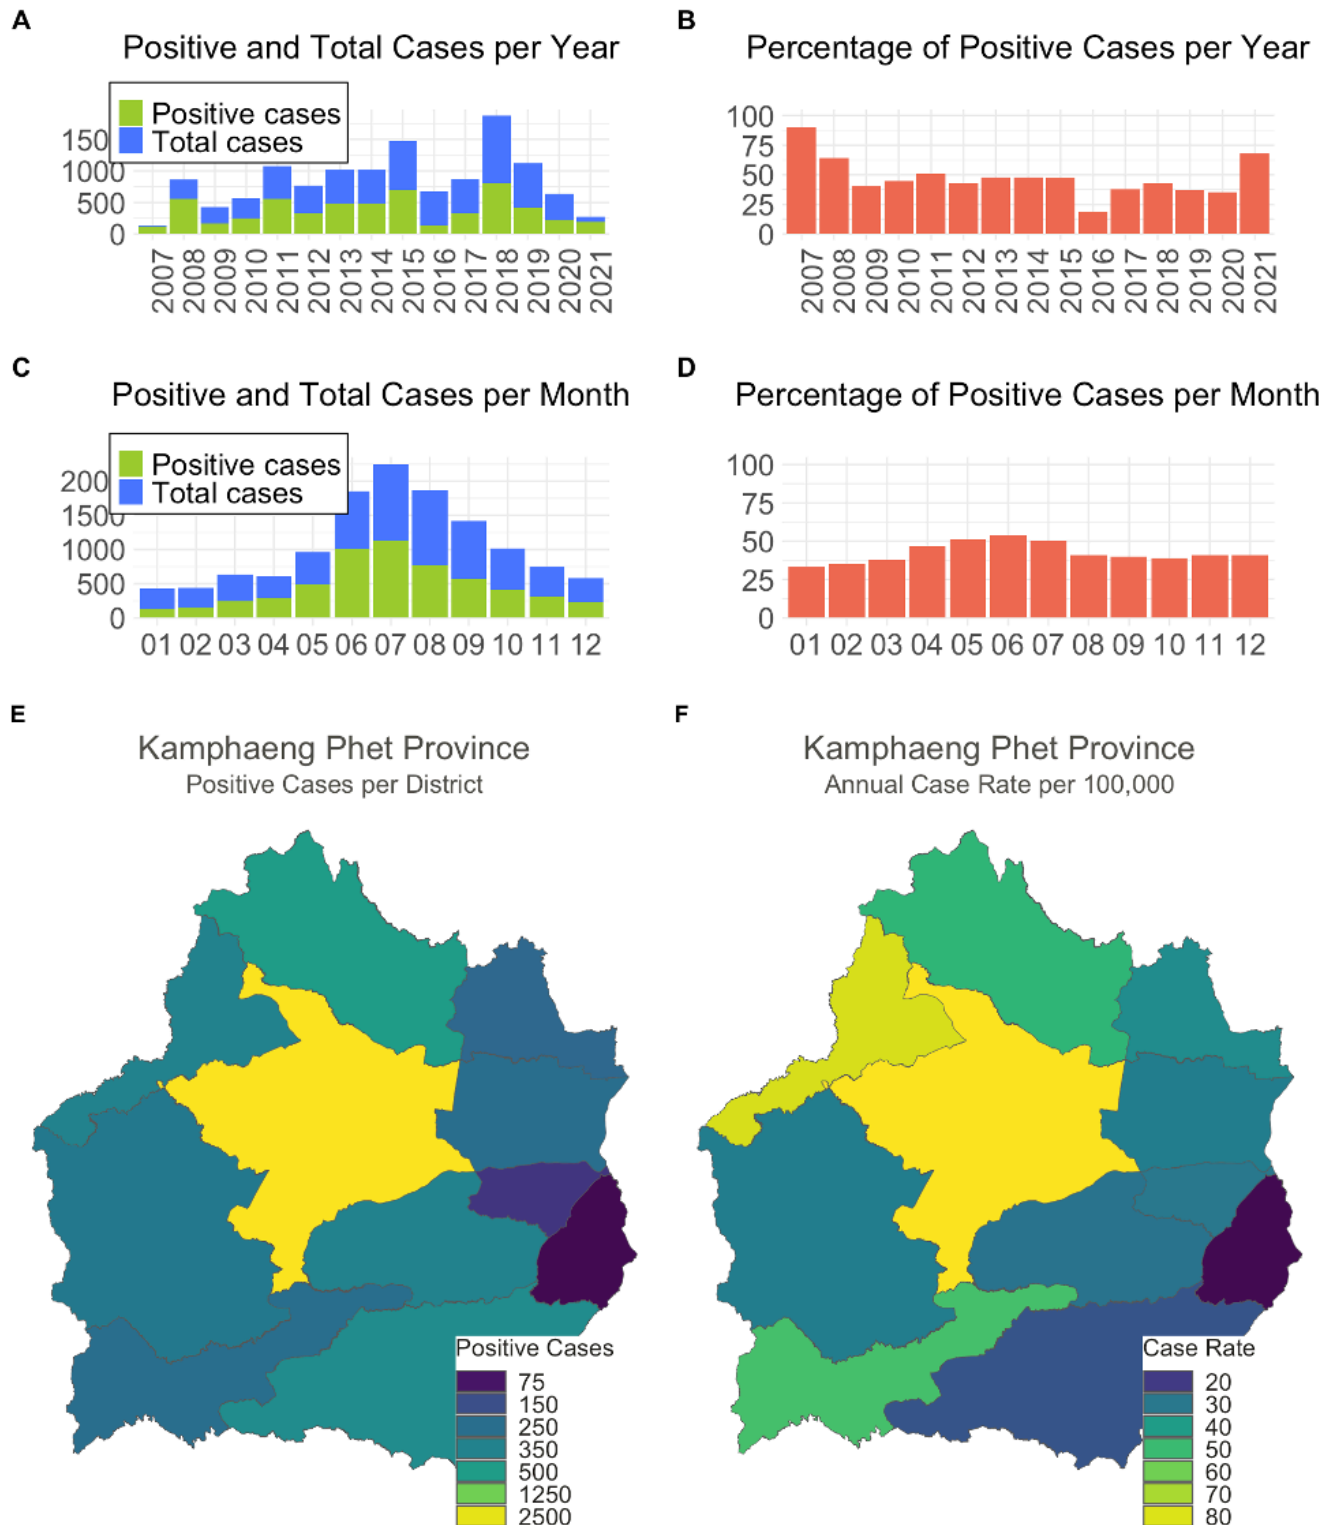 A
Positive and Total Cases per Year
Positive cases
Total cases
150
1000
500
0
2007
2008
2009
2010
2011
2012
2013
2014
2015
2016
2017
2018
2019
2020
2021
B
Percentage of Positive Cases per Year
100
75
50
25
0
2007
2008
2009
2010
2011
2012
2013
2014
2015
2016
2017
2018
2019
2020
2021
C
Positive and Total Cases per Month
Positive cases
Total cases
200
1500
1000
500
0
01 02 03 04 05 06 07 08 09 10 11 12
D
Percentage of Positive Cases per Month
100
75
50
25
0
01 02 03 04 05 06 07 08 09 10 11 12
E
Kamphaeng Phet Province
Positive Cases per District
Positive Cases
75
150
250
350
500
1250
2500
F
Kamphaeng Phet Province
Annual Case Rate per 100,000
Case Rate
20
30
40
50
60
70
80